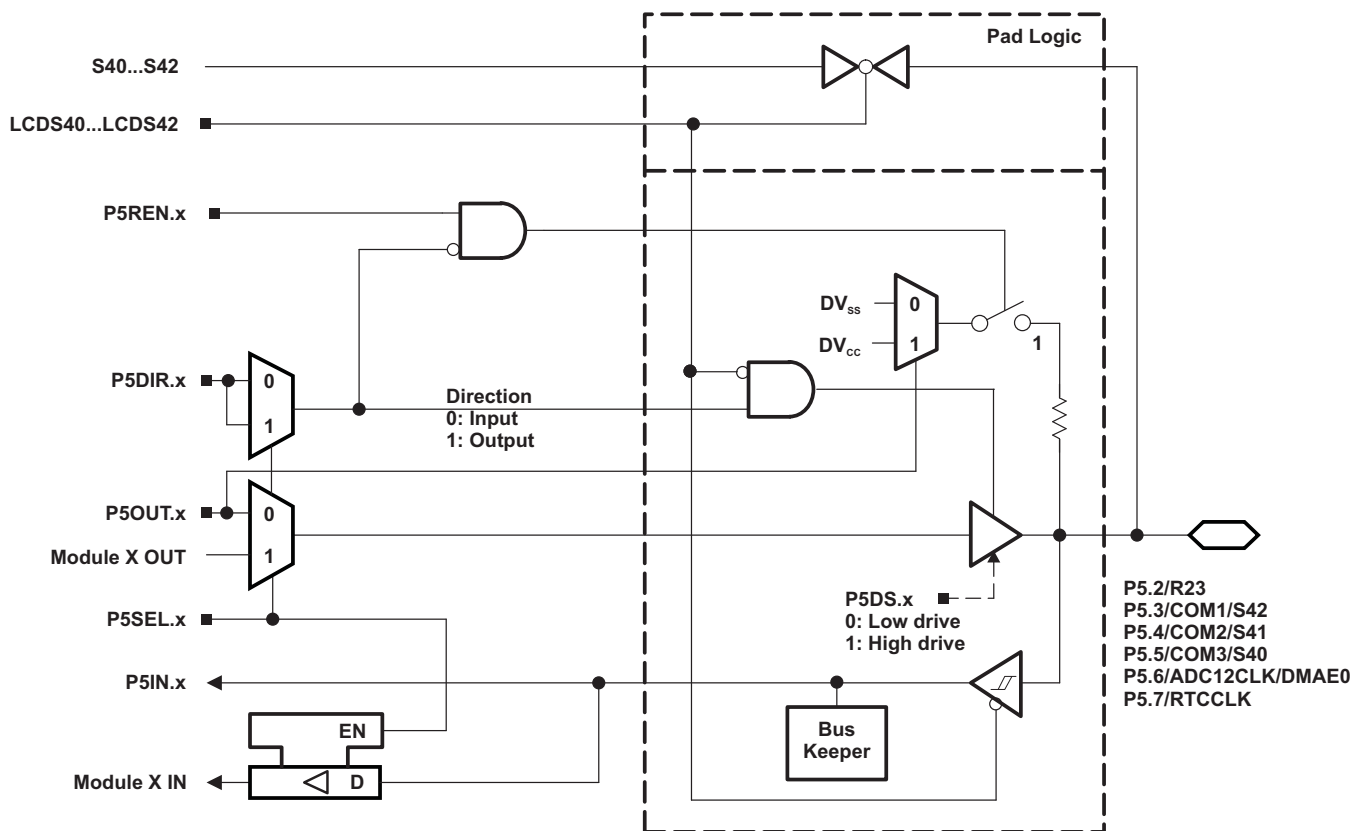 Pad Logic
S40...S42
LCDS40...LCDS42
P5REN.x
DVss
0
DVcc
1
1
P5DIR.x
0
1
Direction
0: Input
1: Output
P5OUT.x
0
Module X OUT
1
P5SEL.x
P5DS.x
0: Low drive
1: High drive
P5.2/R23
P5.3/COM1/S42
P5.4/COM2/S41
P5.5/COM3/S40
P5.6/ADC12CLK/DMAE0
P5.7/RTCCLK
P5IN.x
EN
Bus
Keeper
Module X IN
D